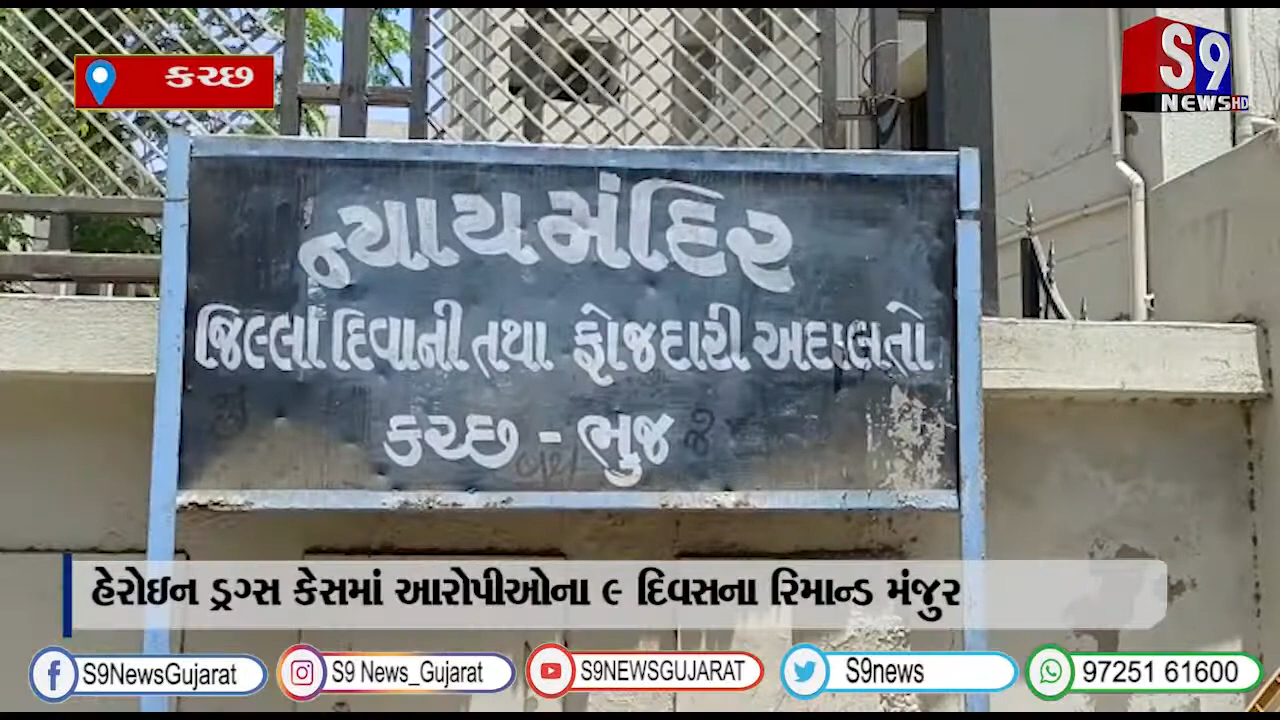 કચ્છ
S9
NEWS HD
ન્યાયમંદિર
જિલ્લા દિવાની તથા ફોજદારી અદાલતો
કચ્છ - ભુજ
હેરોઇન ડ્રગ્સ કેસમાં આરોપીઓના ૯ દિવસના રિમાન્ડ મંજુર
S9NewsGujarat
S9 News_Gujarat
S9NEWSGUJARAT
S9news
97251 61600